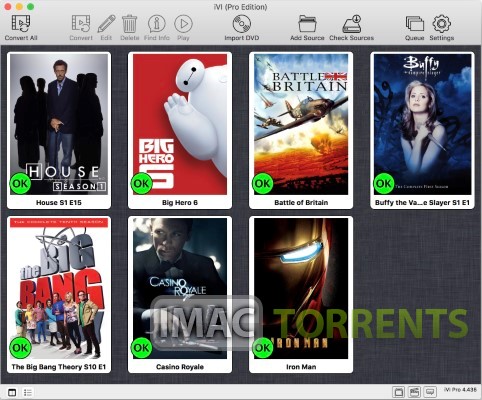 iVI (Pro Edition)
Convert All
Convert
Edit
Delete
Find Info
Play
Import DVD
Add Source
Check Sources
Queue
Settings
HOUSE
SEASON 1
OK
House S1 E15
BIG
HERO
6
OK
Big Hero 6
BATTLE OF
BRITAIN
OK
Battle of Britain
Buffy
the vampire slayer
THE COMPLETE FIRST SEASON
OK
Buffy the Va...e Slayer S1 E1
THE COMPLETE TENTH SEASON
the BIG
BANG
OK
The Big Bang Theory S10 E1
CASINO ROYALE
OK
Casino Royale
IRON MAN
OK
Iron Man
MAC TORRENTS
iVI Pro 4.436